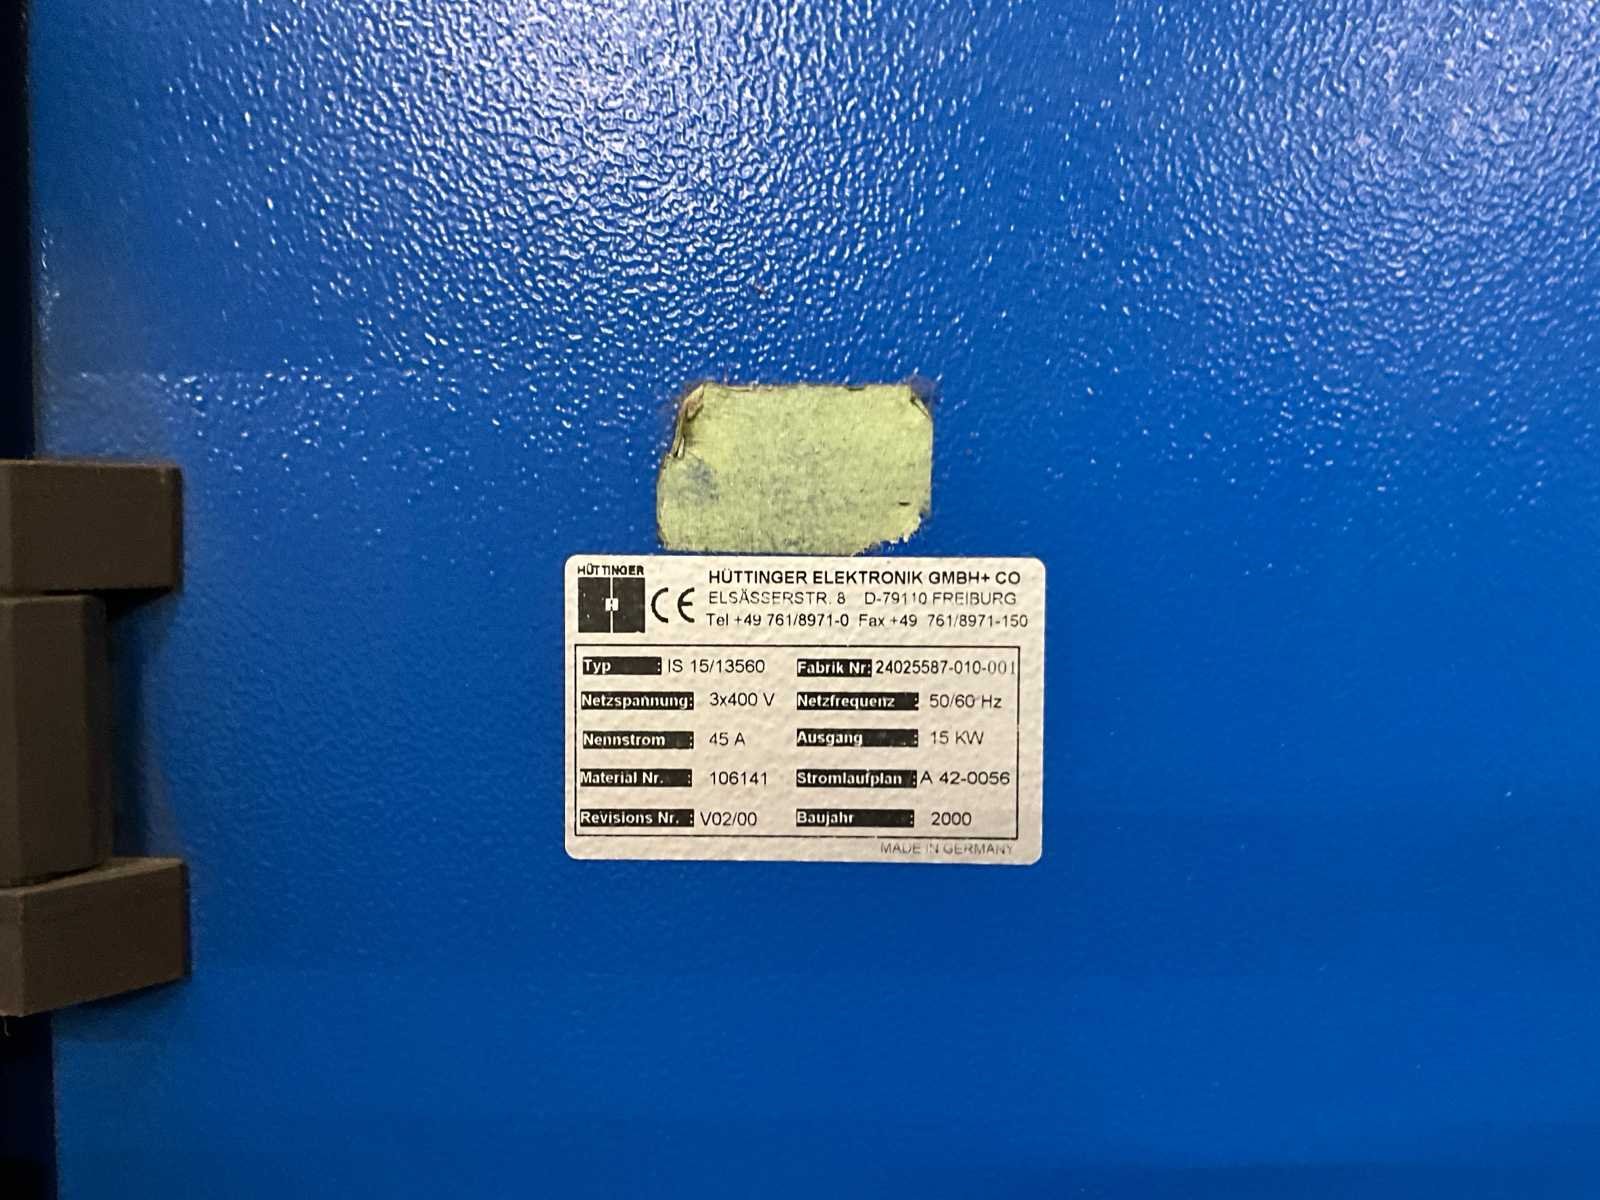 HÜTTINGER
H
CE
HÜTTINGER ELEKTRONIK GMBH+ CO
ELSÄSSERSTR. 8 D-79110 FREIBURG
Tel +49 761/8971-0 Fax +49 761/8971-150
Typ : IS 15/13560 Fabrik Nr: 24025587-010-001
Netzspannung: 3x400 V Netzfrequenz : 50/60 Hz
Nennstrom : 45 A Ausgang : 15 KW
Material Nr. : 106141 Stromlaufplan : A 42-0056
Revisions Nr. : V02/00 Baujahr : 2000
MADE IN GERMANY